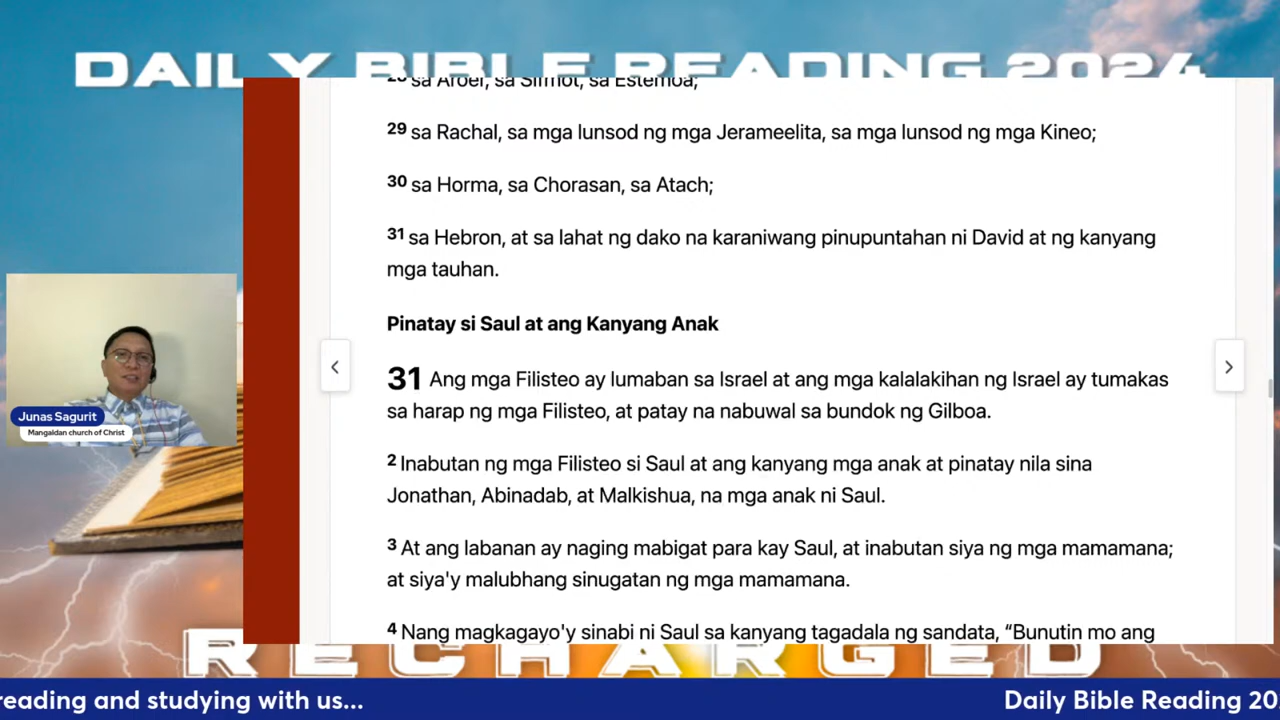 DAILY BIBLE READING 2024
28 sa Aroer, sa Sifmot, sa Estemoa;
29 sa Rachal, sa mga lunsod ng mga Jerameelita, sa mga lunsod ng mga Kineo;
30 sa Horma, sa Chorasan, sa Atach;
31 sa Hebron, at sa lahat ng dako na karaniwang pinupuntahan ni David at ng kanyang
mga tauhan.
Pinatay si Saul at ang Kanyang Anak
31 Ang mga Filisteo ay lumaban sa Israel at ang mga kalalakihan ng Israel ay tumakas
sa harap ng mga Filisteo, at patay na nabuwal sa bundok ng Gilboa.
2 Inabutan ng mga Filisteo si Saul at ang kanyang mga anak at pinatay nila sina
Jonathan, Abinadab, at Malkishua, na mga anak ni Saul.
3 At ang labanan ay naging mabigat para kay Saul, at inabutan siya ng mga mamamana;
at siya'y malubhang sinugatan ng mga mamamana.
4 Nang magkagayo'y sinabi ni Saul sa kanyang tagadala ng sandata, “Bunutin mo ang
Junas Sagurit
Mangaldan church of Christ
RECHARGED
reading and studying with us...
Daily Bible Reading 20